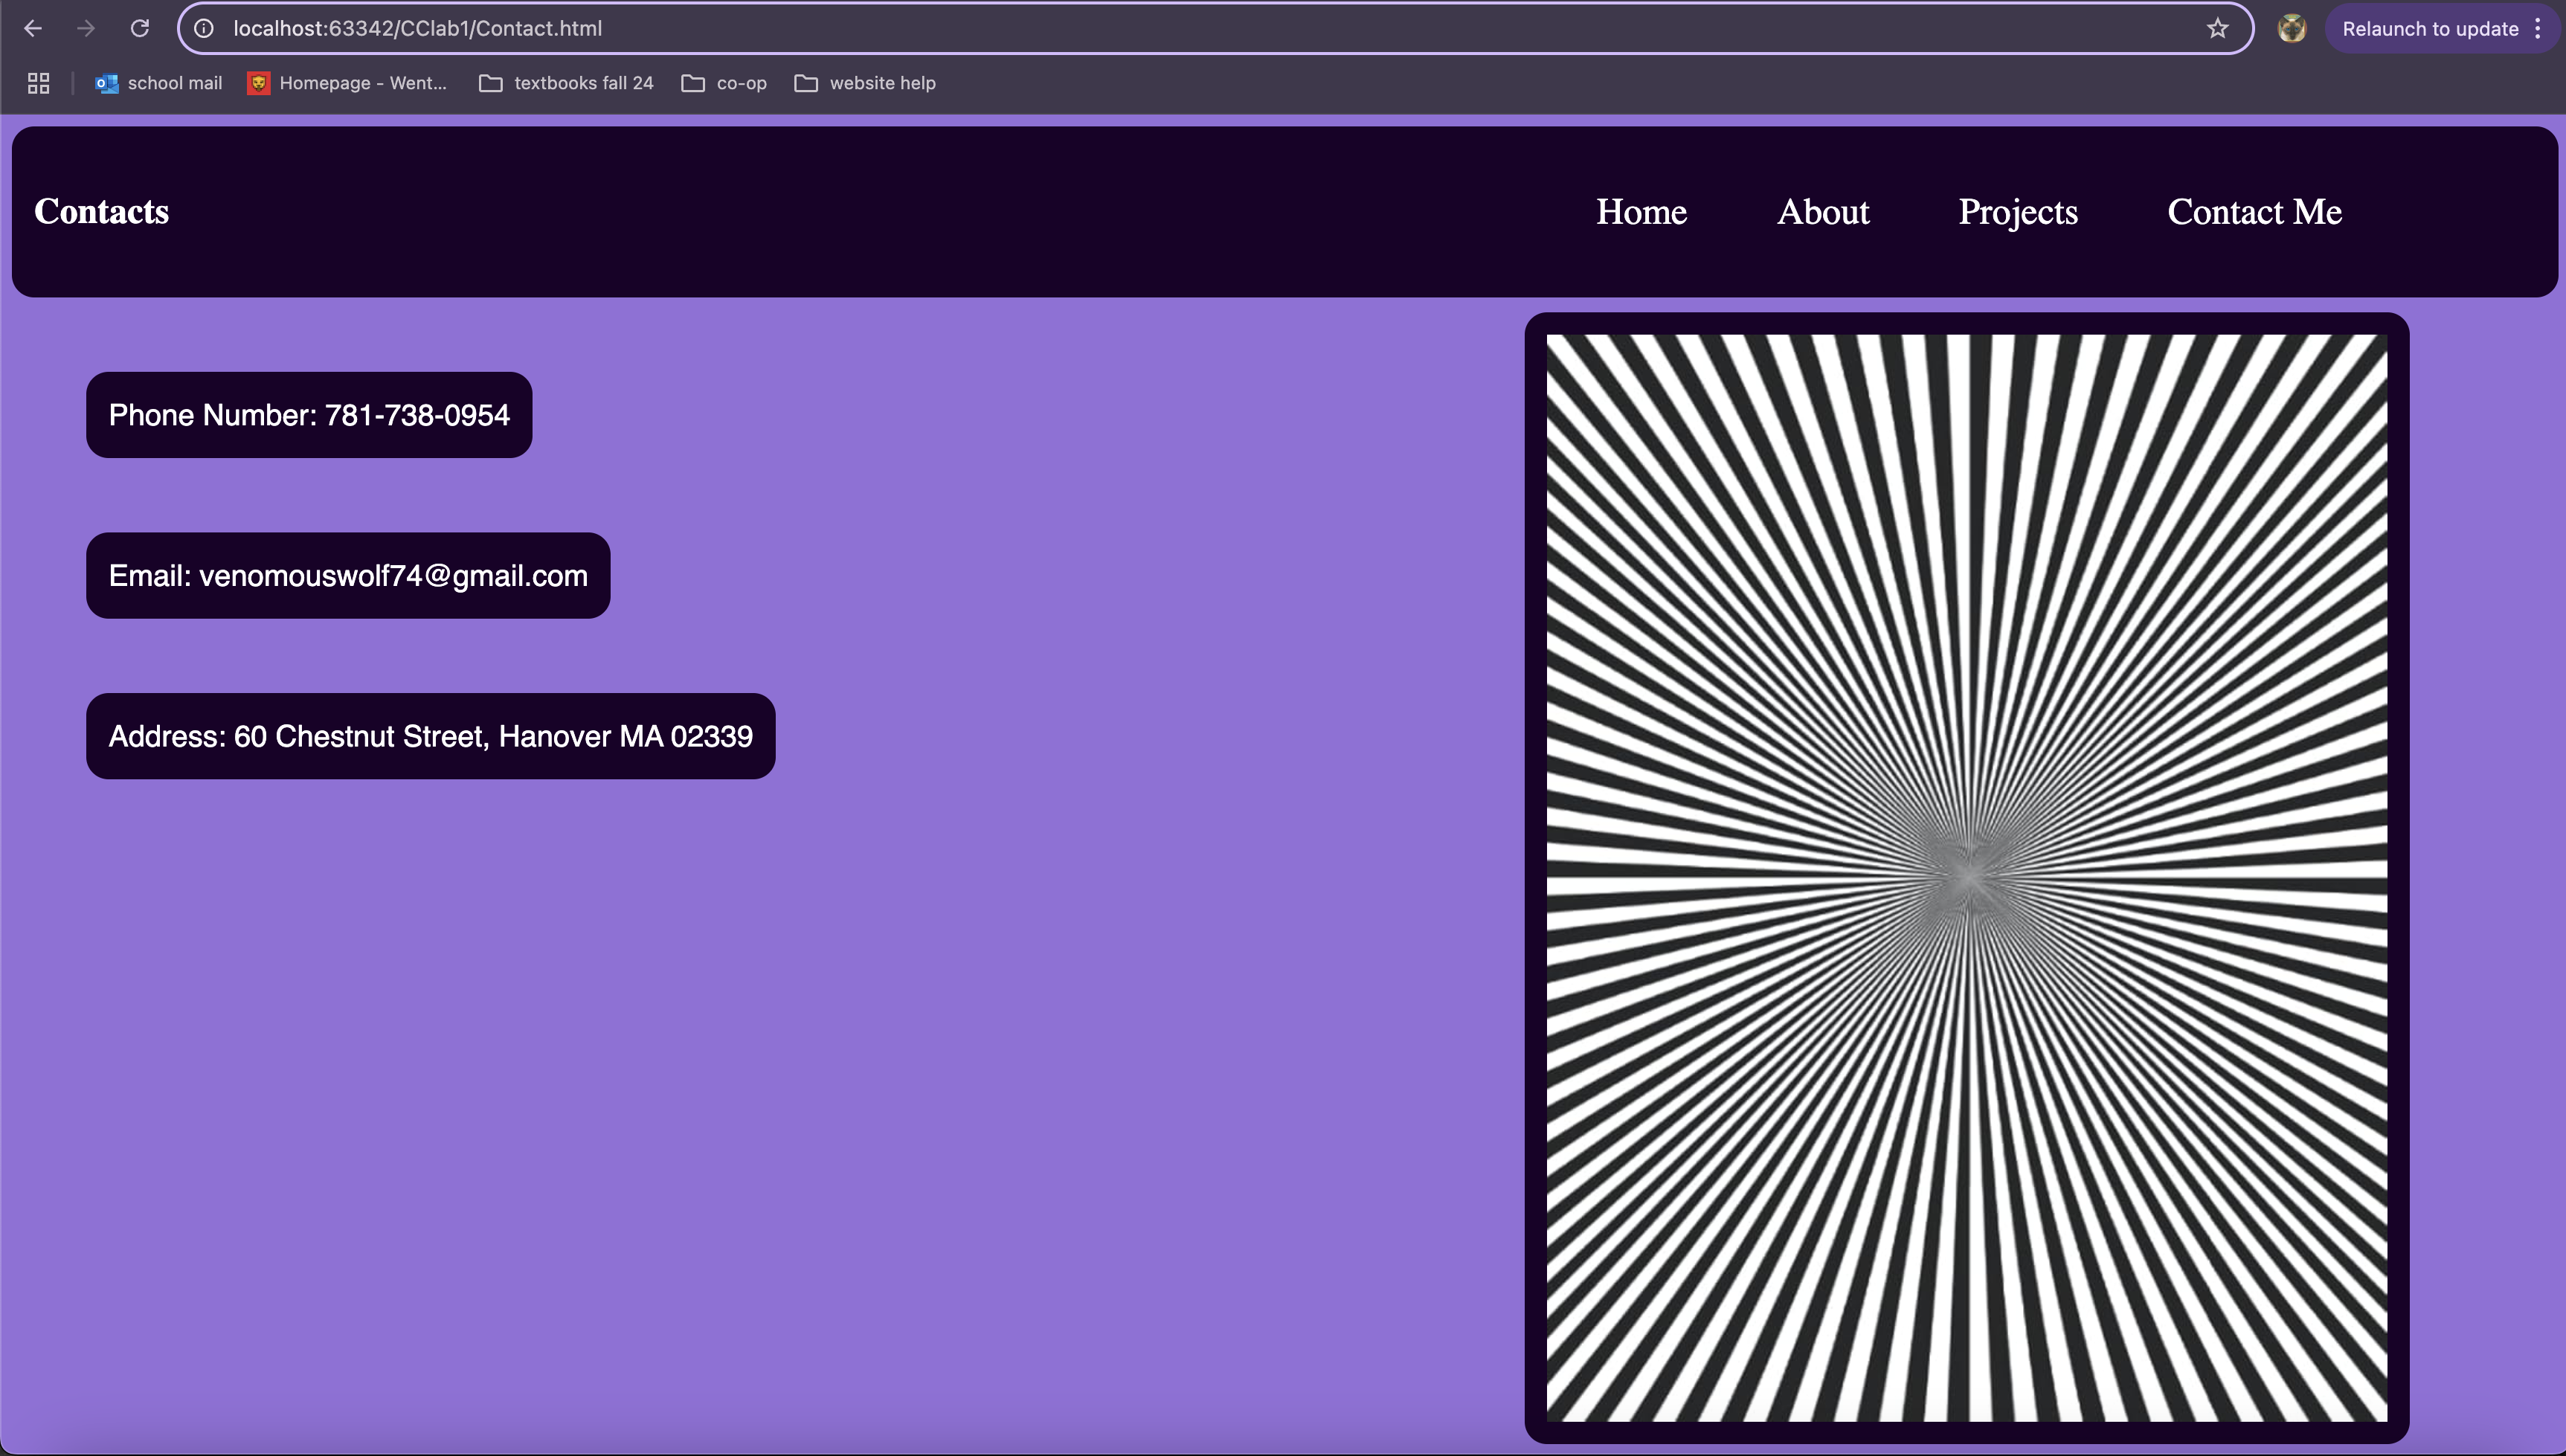 localhost:63342/CClab1/Contact.html
Relaunch to update
school mail
Homepage - Went...
textbooks fall 24
co-op
website help
Contacts
Home
About
Projects
Contact Me
Phone Number: 781-738-0954
Email: venomouswolf74@gmail.com
Address: 60 Chestnut Street, Hanover MA 02339